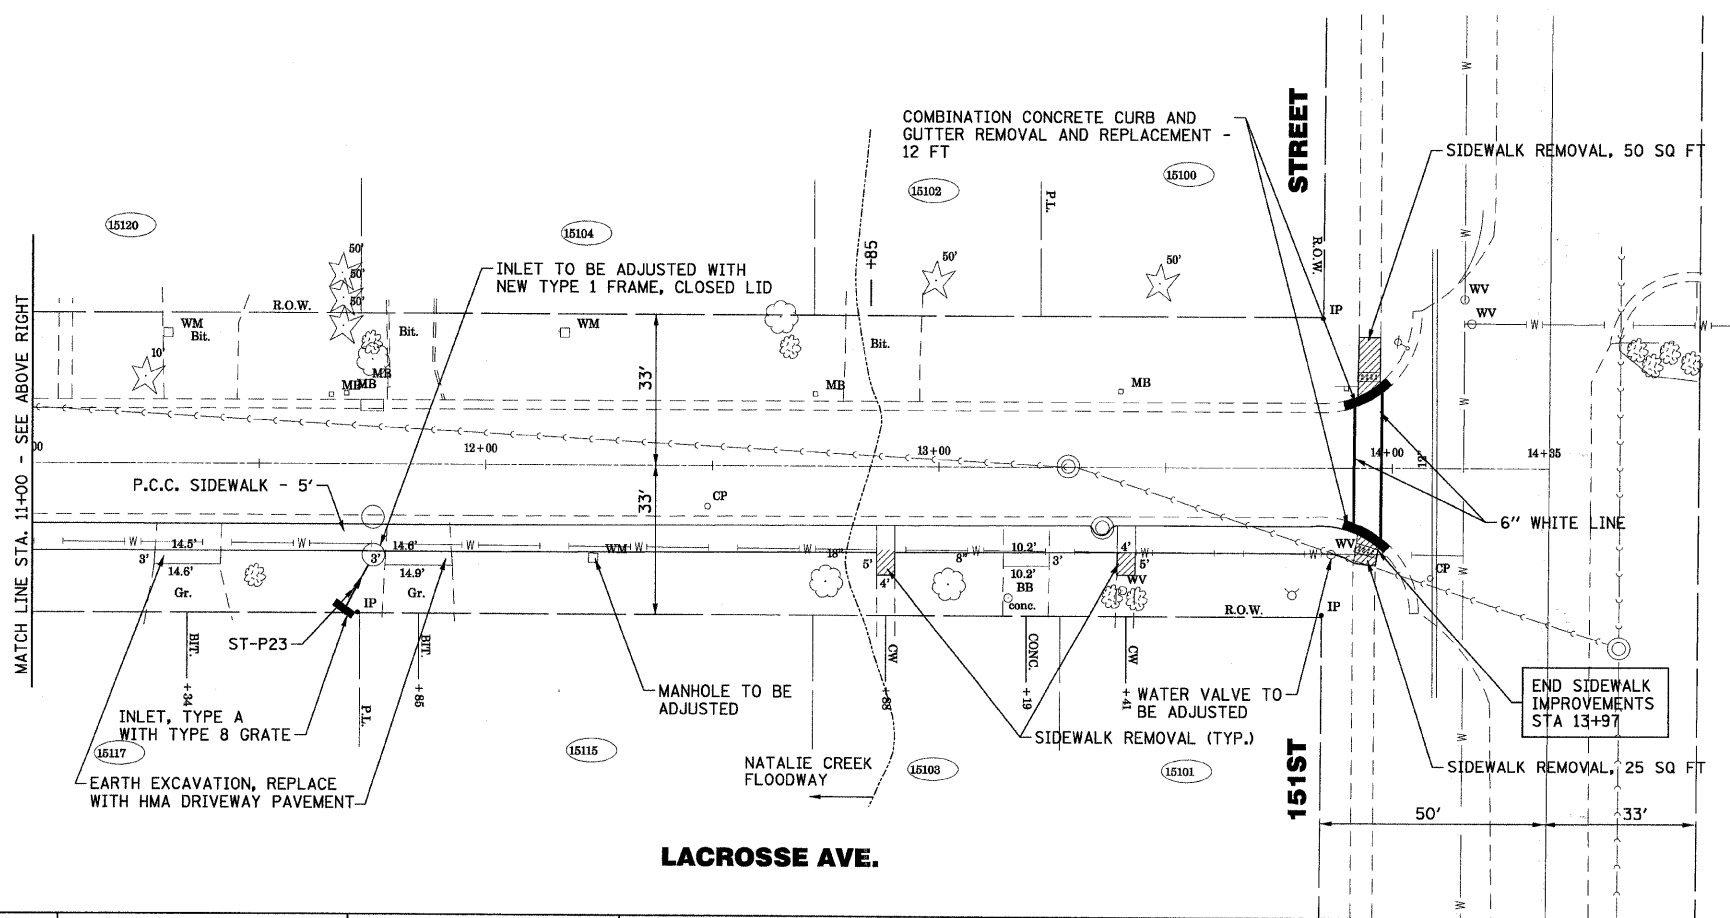 COMBINATION CONCRETE CURB AND
GUTTER REMOVAL AND REPLACEMENT -
12 FT
STREET
SIDEWALK REMOVAL, 50 SQ FT
15120
15104
15102
15100
P.L.
+85
R.O.W.
50'
50'
50'
50'
50'
10'
INLET TO BE ADJUSTED WITH
NEW TYPE 1 FRAME, CLOSED LID
R.O.W.
WM
Bit.
Bit.
WM
Bit.
IP
WV
WV
W
W
W
W
W
MB
MB
MB
MB
MB
33'
33'
MATCH LINE STA. 11+00 - SEE ABOVE RIGHT
00
12+00
13+00
14+00
12"
14+35
P.C.C. SIDEWALK - 5'
CP
6" WHITE LINE
W
W
W
W
W
W
W
W
W
14.5'
14.6'
3'
14.6'
14.9'
3'
Gr.
Gr.
WM
18"
5'
4'
8"
10.2'
10.2'
3'
BB
conc.
4'
5'
WV
WV
CP
IP
R.O.W.
IP
ST-P23
BIT.
+34
P.L.
BIT.
+85
CW
+88
CONC.
+19
CW
+41
MANHOLE TO BE
ADJUSTED
WATER VALVE TO
BE ADJUSTED
END SIDEWALK
IMPROVEMENTS
STA 13+97
INLET, TYPE A
WITH TYPE 8 GRATE
SIDEWALK REMOVAL (TYP.)
15117
15115
15103
15101
NATALIE CREEK
FLOODWAY
151ST
SIDEWALK REMOVAL, 25 SQ FT
EARTH EXCAVATION, REPLACE
WITH HMA DRIVEWAY PAVEMENT
50'
33'
W
W
W
LACROSSE AVE.